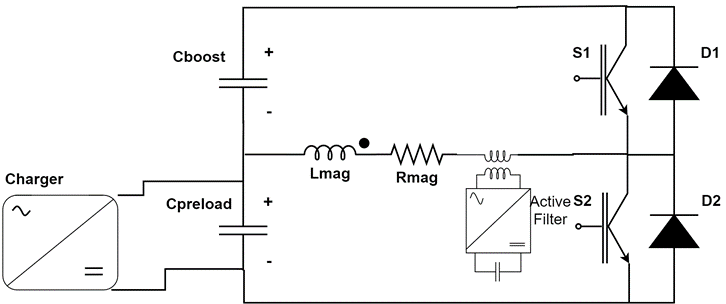 Cboost
+
-
S1
D1
Lmag
Rmag
Charger
Cpreload
+
-
Active
Filter
S2
D2